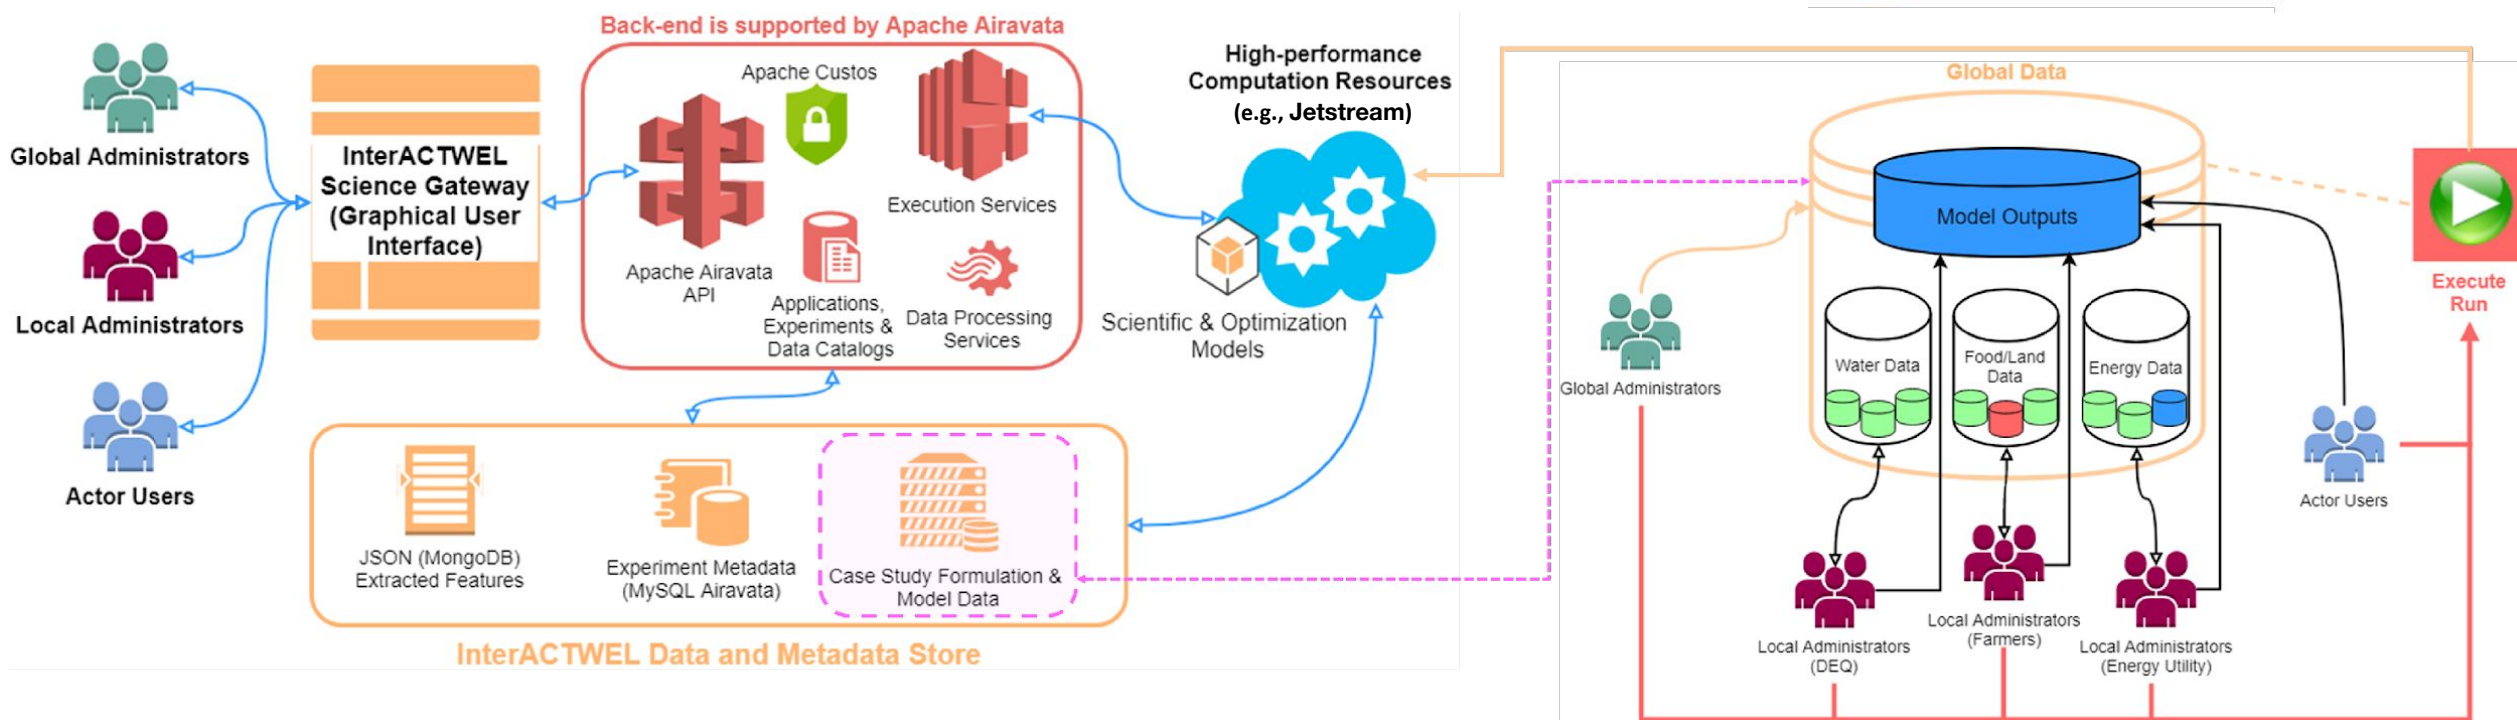 Back-end is supported by Apache Airavata
Global Administrators
Local Administrators
Actor Users
InterACTWEL
Science Gateway
(Graphical User
Interface)
Apache Custos
Execution Services
Apache Airavata
API
Applications,
Experiments &
Data Catalogs
Data Processing
Services
High-performance
Computation Resources
(e.g., Jetstream)
Scientific & Optimization
Models
JSON (MongoDB)
Extracted Features
Experiment Metadata
(MySQL Airavata)
Case Study Formulation &
Model Data
InterACTWEL Data and Metadata Store
Global Data
Model Outputs
Water Data
Food/Land
Data
Energy Data
Global Administrators
Execute
Run
Actor Users
Local Administrators
(DEQ)
Local Administrators
(Farmers)
Local Administrators
(Energy Utility)